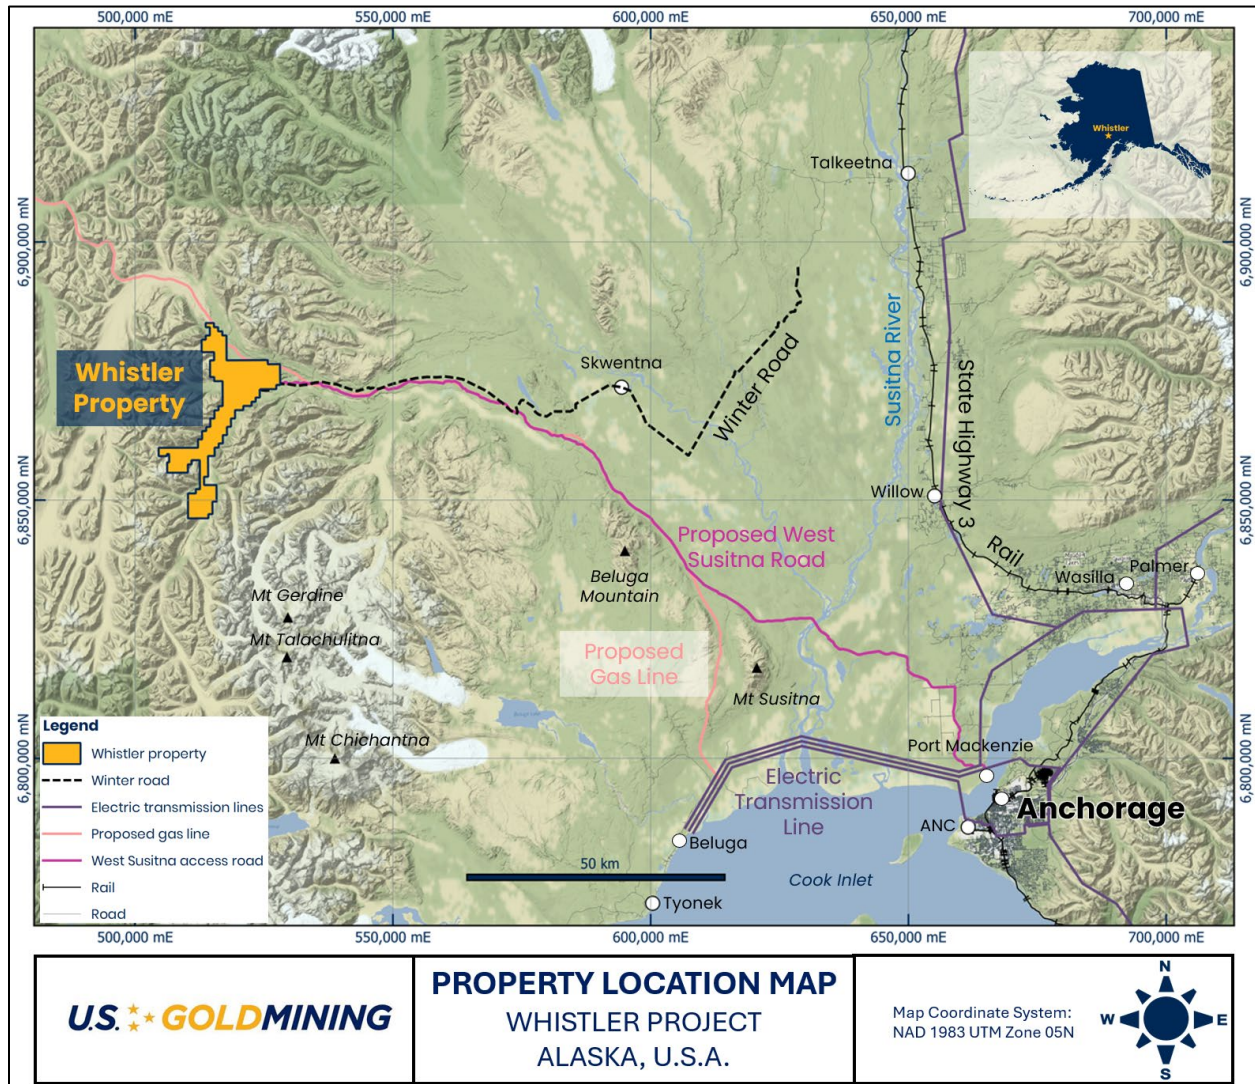 500,000 mE
550,000 mE
600,000 mE
650,000 mE
700,000 mE
Whistler
Talkeetna
6,900,000 mN
6,900,000 mN
Susitna River
State Highway 3
Skwentna
Winter Road
Whistler
Property
6,850,000 mN
6,850,000 mN
Willow
Rail
Proposed West
Susitna Road
Wasilla
Palmer
Beluga
Mountain
Mt Gerdine
Mt Talachulitna
Proposed
Gas Line
Mt Susitna
Mt Chichantna
Port Mackenzie
6,800,000 mN
6,800,000 mN
Electric
Transmission
Line
Anchorage
ANC
Beluga
50 km
Cook Inlet
Tyonek
Legend
Whistler property
Winter road
Electric transmission lines
Proposed gas line
West Susitna access road
Rail
Road
500,000 mE
550,000 mE
600,000 mE
650,000 mE
700,000 mE
U.S. GOLDMINING
PROPERTY LOCATION MAP
WHISTLER PROJECT
ALASKA, U.S.A.
Map Coordinate System:
NAD 1983 UTM Zone 05N
N
W
E
S